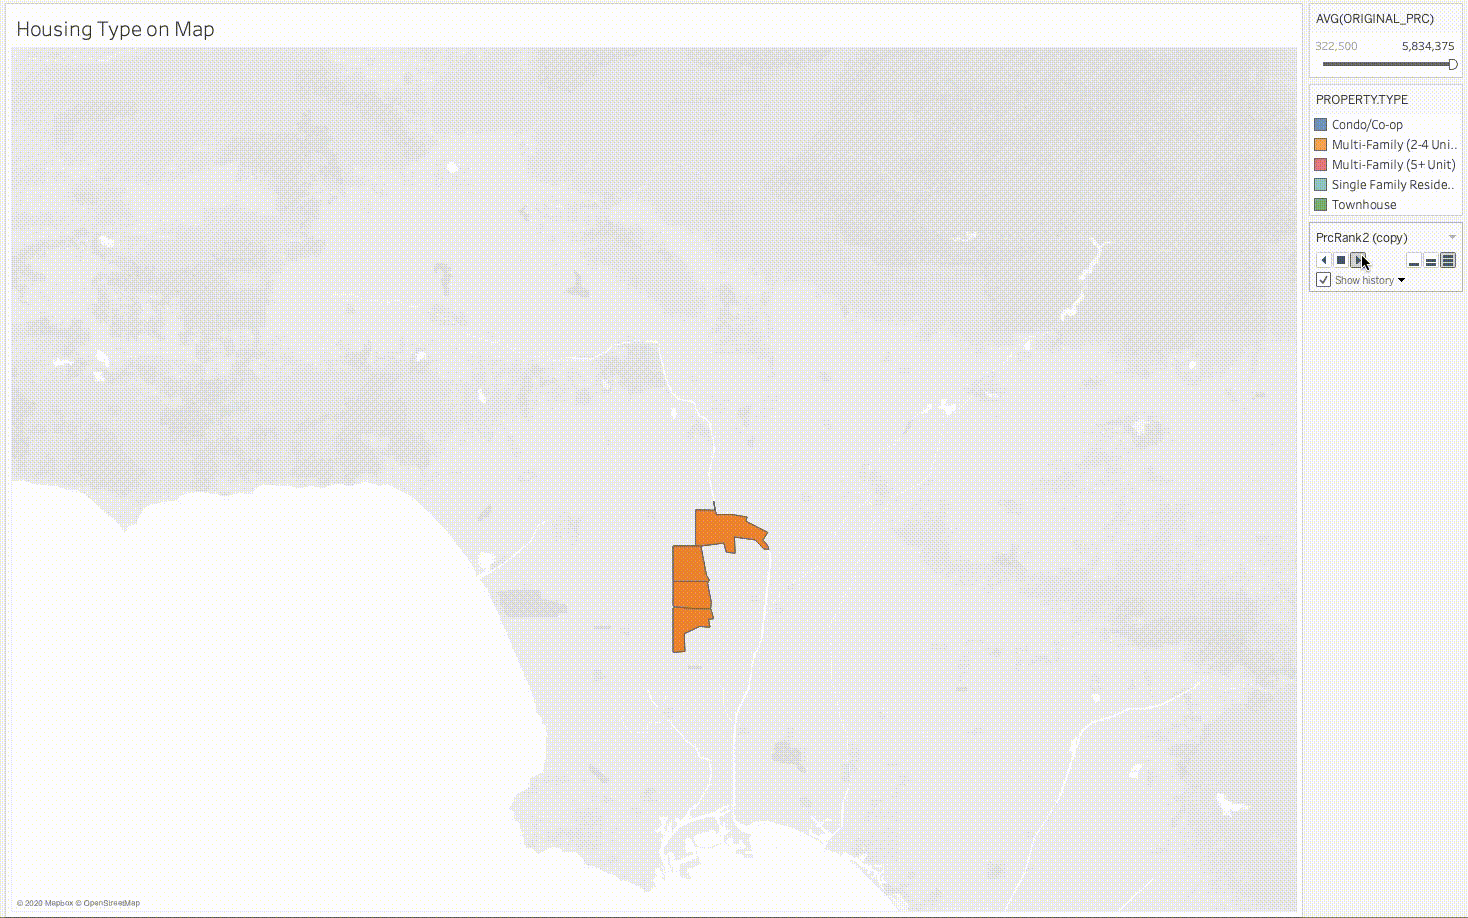 Housing Type on Map
AVG(ORIGINAL_PRC)
322,500 5,834,375
PROPERTY.TYPE
Condo/Co-op
Multi-Family (2-4 Uni..
Multi-Family (5+ Unit)
Single Family Reside..
Townhouse
PrcRank2 (copy)
Show history
© 2020 Mapbox © OpenStreetMap